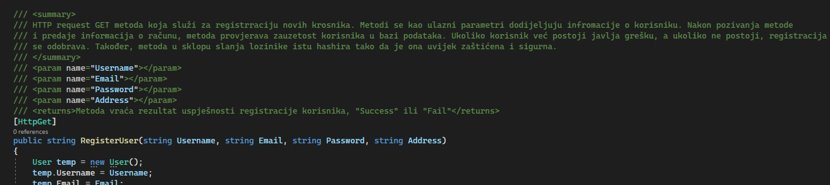 /// <summary>
/// HTTP request GET metoda koja služi za registrraciju novih krosnika. Metodi se kao ulazni parametri dodijeljuju infromacije o korisniku. Nakon pozivanja metode
/// i predaje informacija o računu, metoda provjerava zauzetost korisnika u bazi podataka. Ukoliko korisnik već postoji javlja grešku, a ukoliko ne postoji, registracija
/// se odobrava. Također, metoda u sklopu slanja lozinike istu hashira tako da je ona uvijek zaštićena i sigurna.
/// </summary>
/// <param name="Username"></param>
/// <param name="Email"></param>
/// <param name="Password"></param>
/// <param name="Address"></param>
/// <returns>Metoda vraća rezultat uspješnosti registracije korisnika, "Success" ili "Fail"</returns>
[HttpGet]
0 references
public string RegisterUser(string Username, string Email, string Password, string Address)
{
User temp = new User();
temp.Username = Username;
temp.Email = Email;